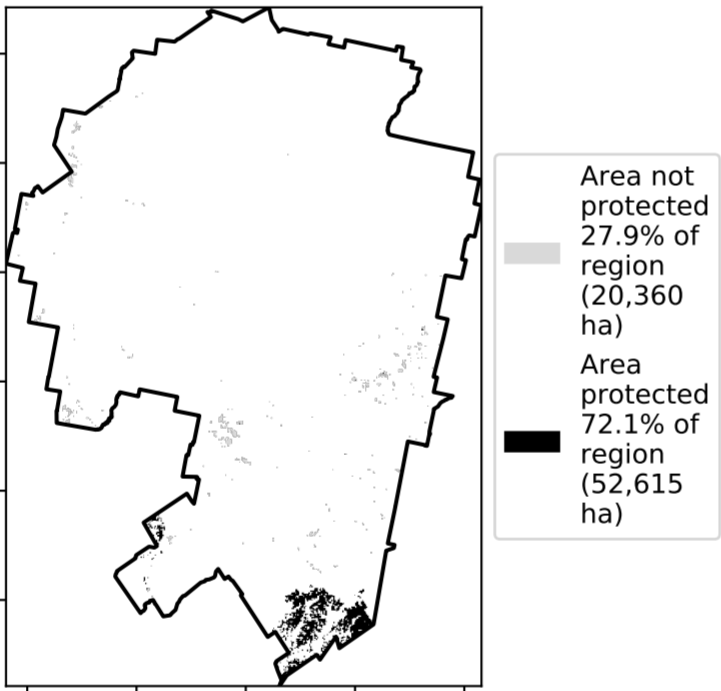 Area not
protected
27.9% of
region
(20,360
ha)
Area
protected
72.1% of
region
(52,615
ha)